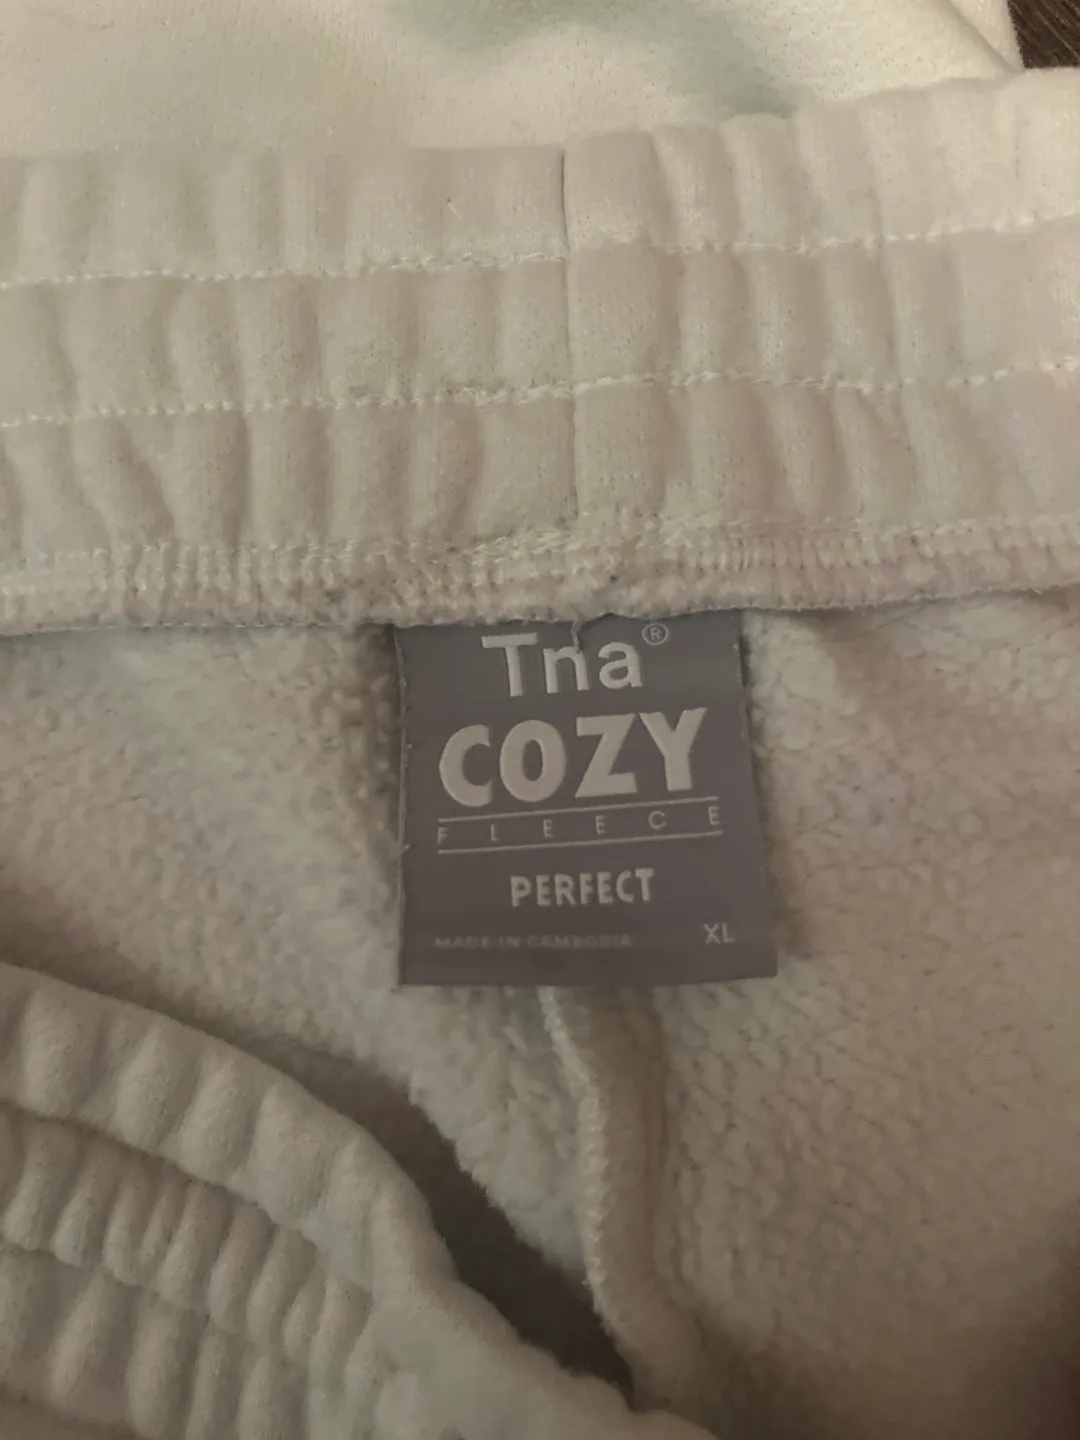 Tna®
COZY
FLEECE
PERFECT
MADE IN CAMBODIA XL